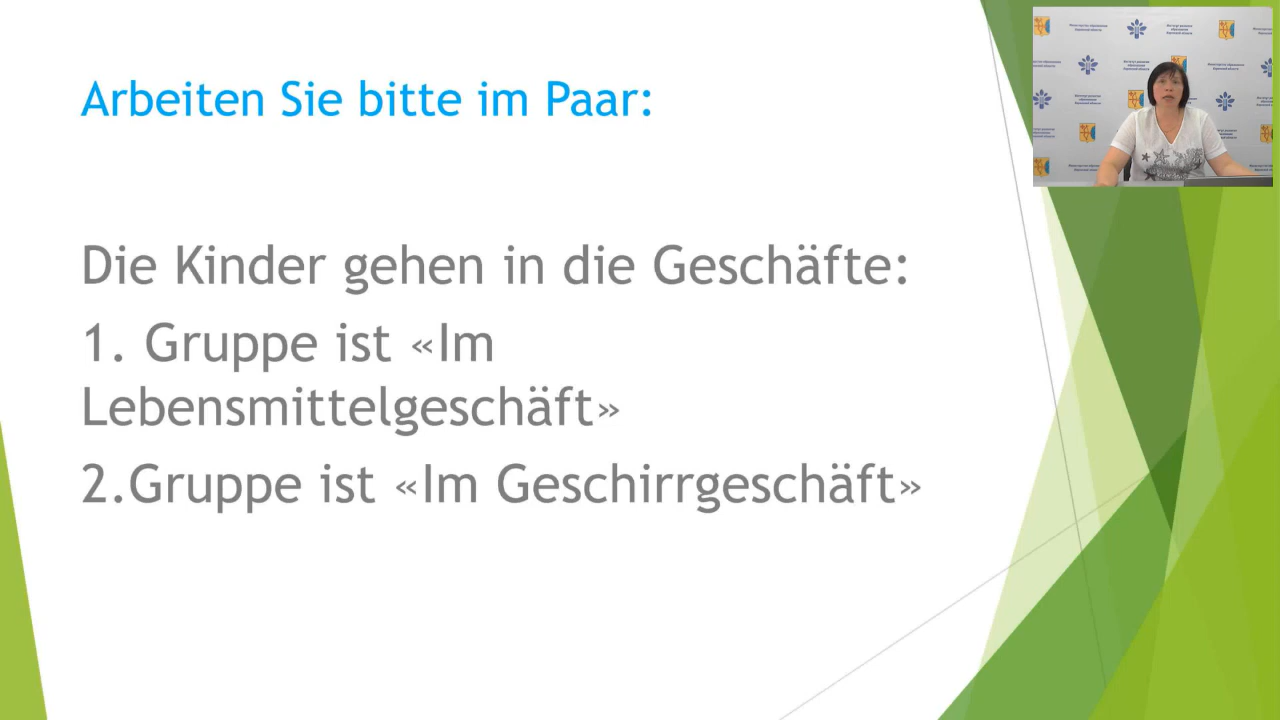 Arbeiten Sie bitte im Paar:
Die Kinder gehen in die Geschäfte:
1. Gruppe ist «Im
Lebensmittelgeschäft»
2.Gruppe ist «Im Geschirrgeschäft»